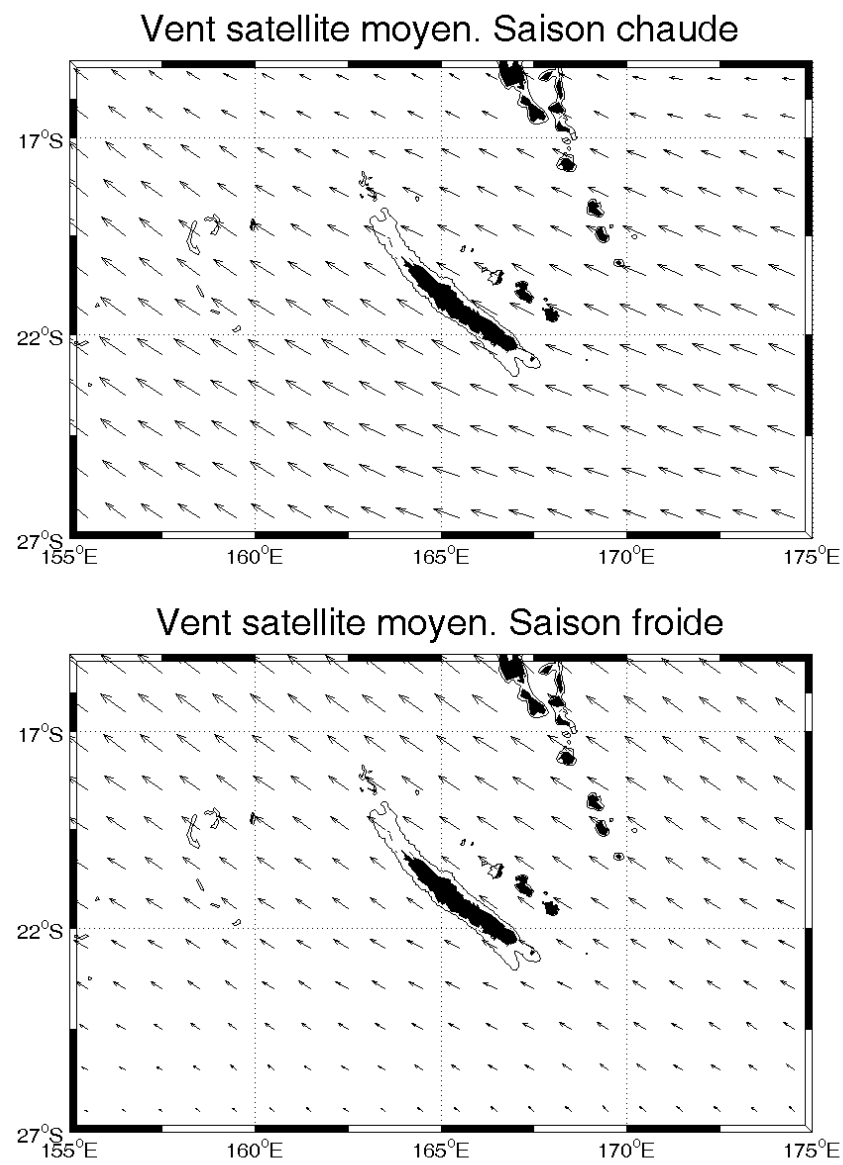 Vent satellite moyen. Saison chaude
17°S
22°S
27°S
155°E 160°E 165°E 170°E 175°E
Vent satellite moyen. Saison froide
17°S
22°S
27°S
155°E 160°E 165°E 170°E 175°E